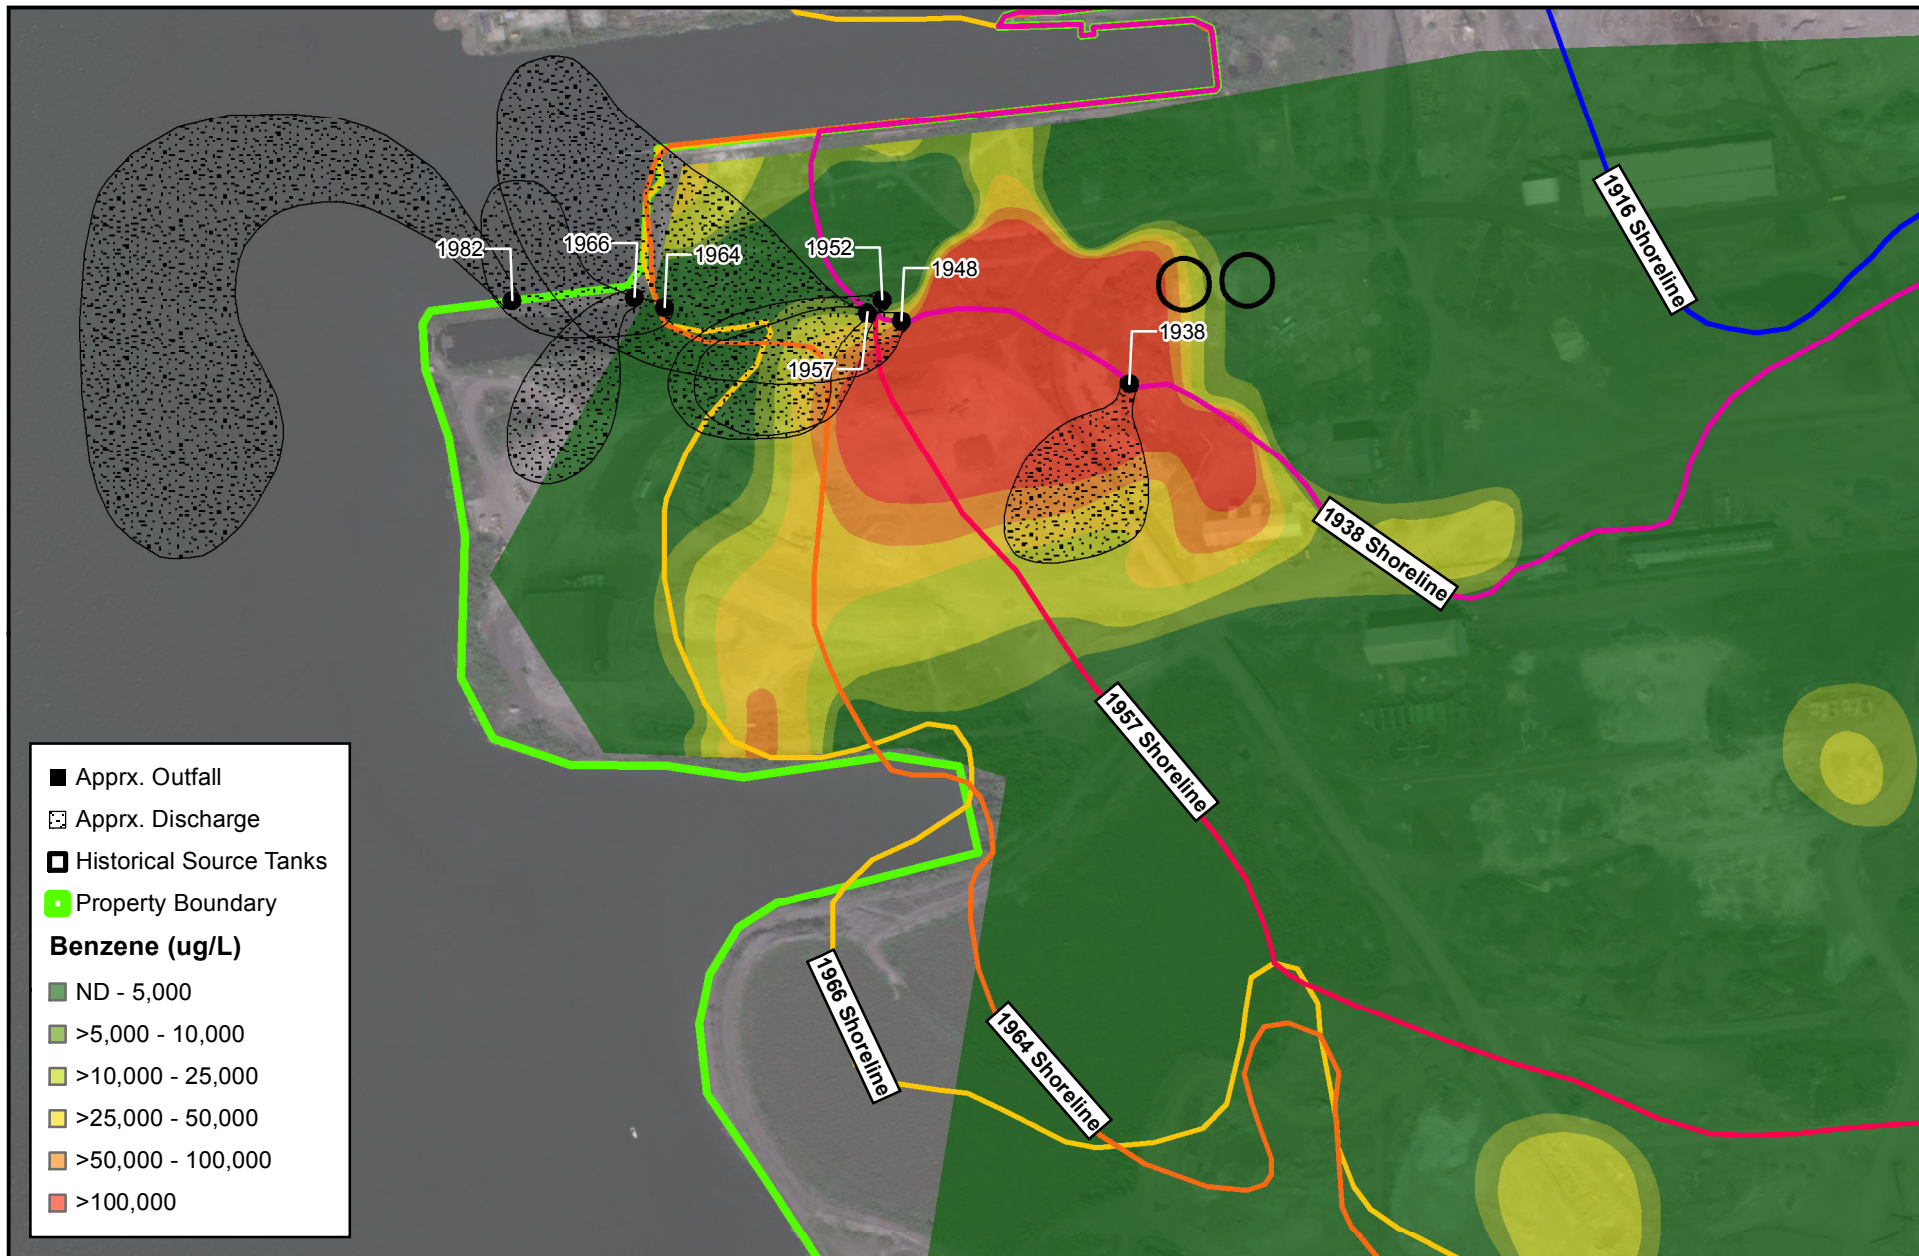 1916 Shoreline
1982
1966
1964
1952
1948
1938
1957
1938 Shoreline
1957 Shoreline
1966 Shoreline
1964 Shoreline
Apprx. Outfall
Apprx. Discharge
Historical Source Tanks
Property Boundary
Benzene (ug/L)
ND - 5,000
>5,000 - 10,000
>10,000 - 25,000
>25,000 - 50,000
>50,000 - 100,000
>100,000